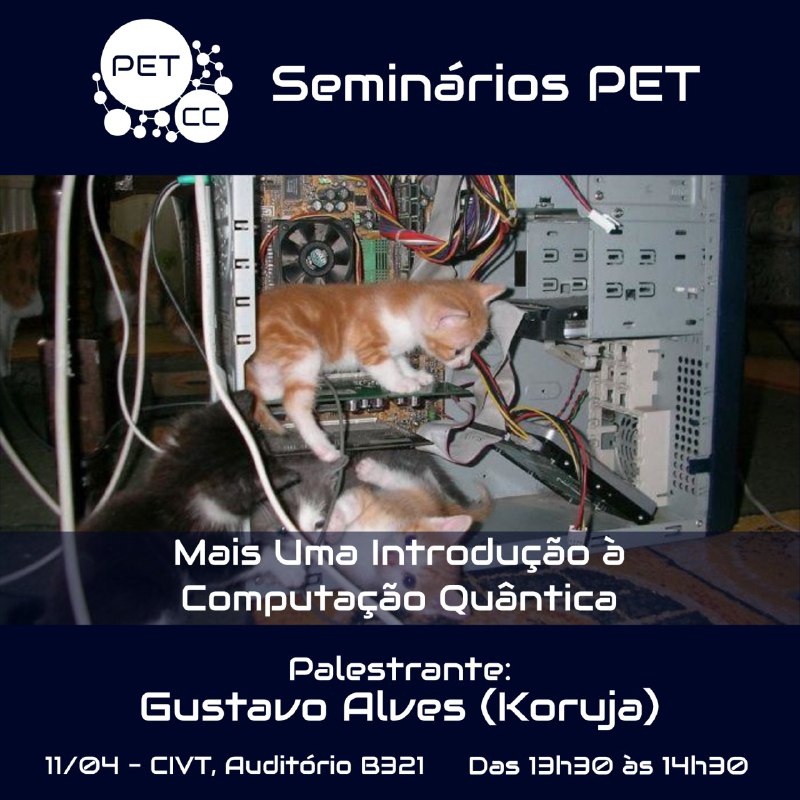 PET
CC
Seminários PET
Mais Uma Introdução à
Computação Quântica
Palestrante:
Gustavo Alves (Koruja)
11/04 - CIVT, Auditório B321 Das 13h30 às 14h30